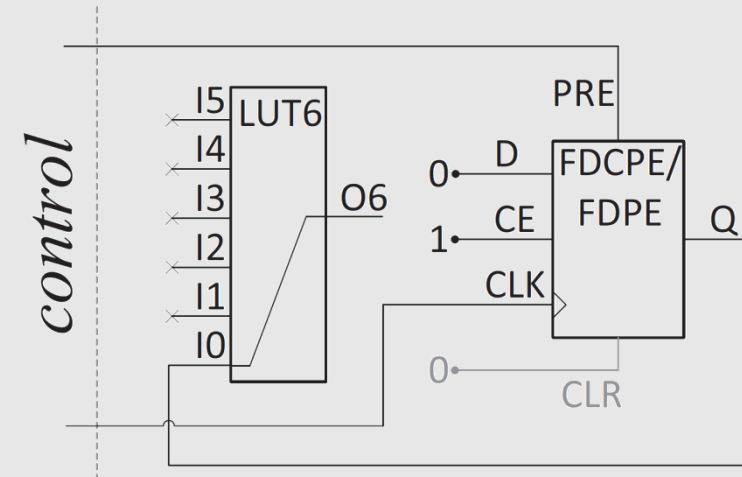 control
I5
I4
I3
I2
I1
I0
LUT6
O6
PRE
D
0
CE
1
CLK
0
CLR
FDCPE/
FDPE
Q